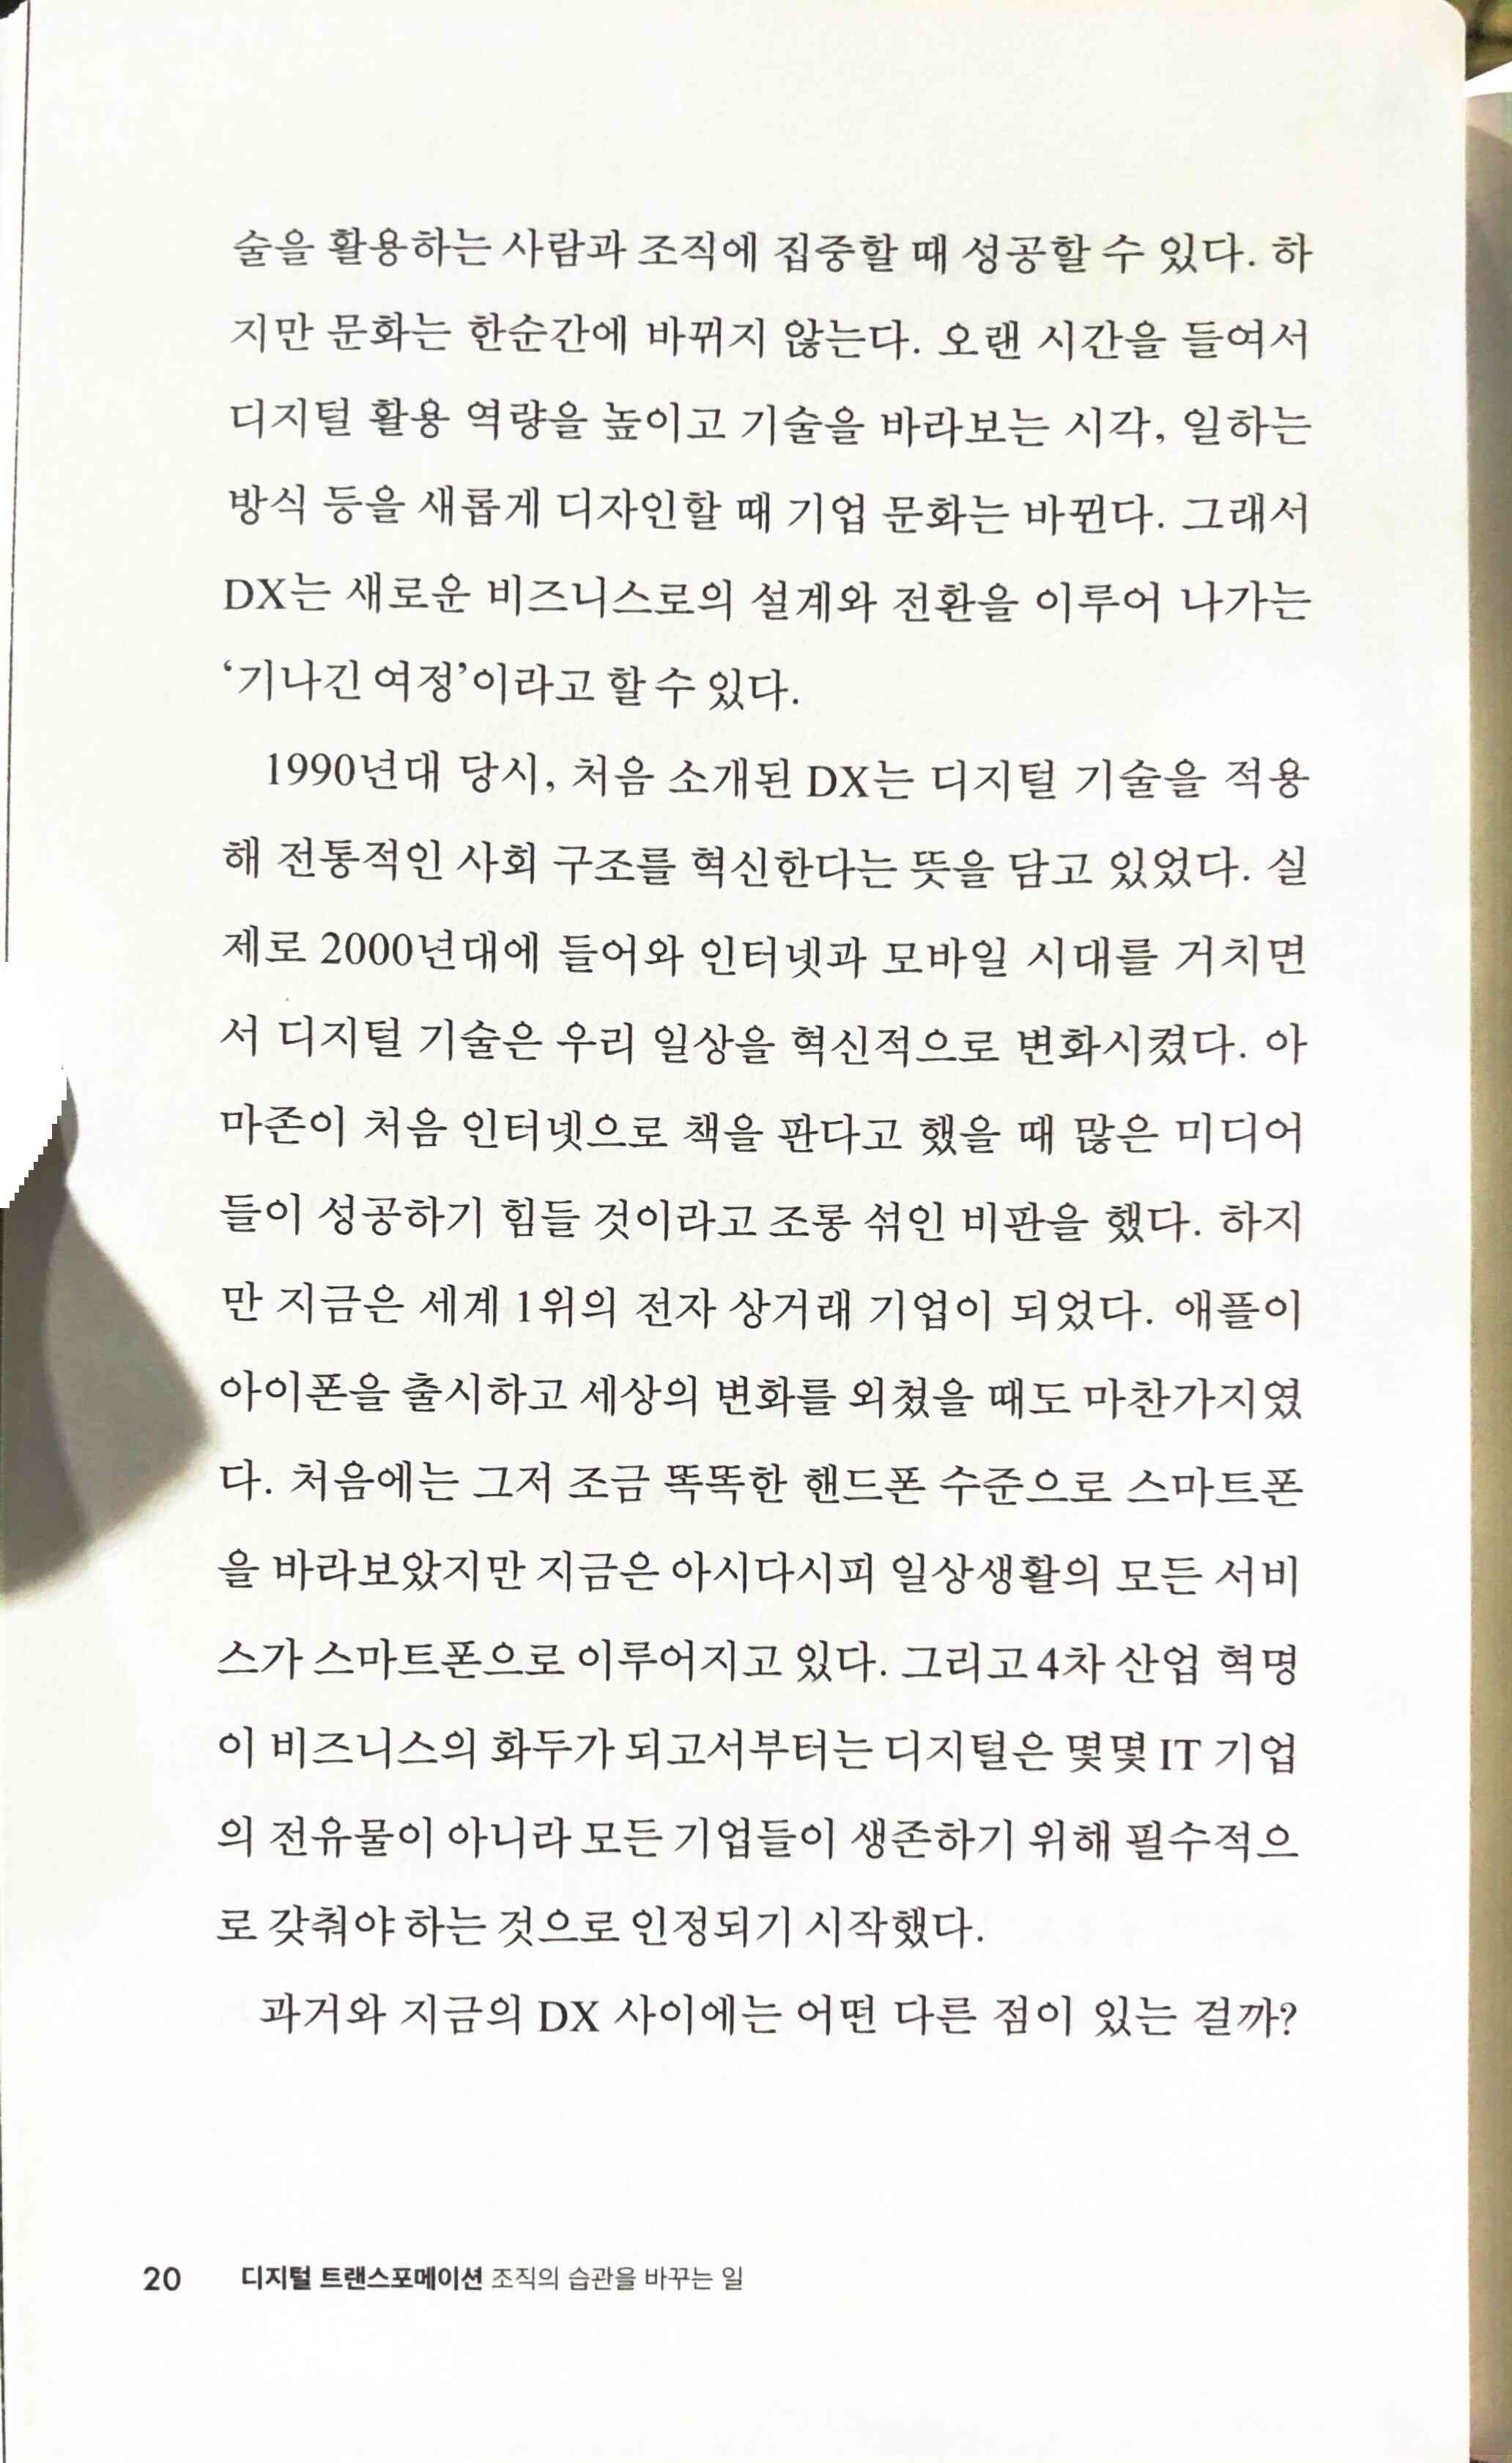 술을 활용하는 사람과 조직에 집중할 때 성공할 수 있다. 하
지만 문화는 한순간에 바뀌지 않는다. 오랜 시간을 들여서
디지털 활용 역량을 높이고 기술을 바라보는 시각, 일하는
방식 등을 새롭게 디자인할 때 기업 문화는 바뀐다. 그래서
DX는 새로운 비즈니스로의 설계와 전환을 이루어 나가는
‘기나긴 여정’이라고 할 수 있다.
1990년대 당시, 처음 소개된 DX는 디지털 기술을 적용
해 전통적인 사회 구조를 혁신한다는 뜻을 담고 있었다. 실
제로 2000년대에 들어와 인터넷과 모바일 시대를 거치면
서 디지털 기술은 우리 일상을 혁신적으로 변화시켰다. 아
마존이 처음 인터넷으로 책을 판다고 했을 때 많은 미디어
들이 성공하기 힘들 것이라고 조롱 섞인 비판을 했다. 하지
만 지금은 세계 1위의 전자 상거래 기업이 되었다. 애플이
아이폰을 출시하고 세상의 변화를 외쳤을 때도 마찬가지였
다. 처음에는 그저 조금 똑똑한 핸드폰 수준으로 스마트폰
을 바라보았지만 지금은 아시다시피 일상생활의 모든 서비
스가 스마트폰으로 이루어지고 있다. 그리고 4차 산업 혁명
이 비즈니스의 화두가 되고서부터는 디지털은 몇몇 IT 기업
의 전유물이 아니라 모든 기업들이 생존하기 위해 필수적으
로 갖춰야 하는 것으로 인정되기 시작했다.
과거와 지금의 DX 사이에는 어떤 다른 점이 있는 걸까?
20 디지털 트랜스포메이션 조직의 습관을 바꾸는 일